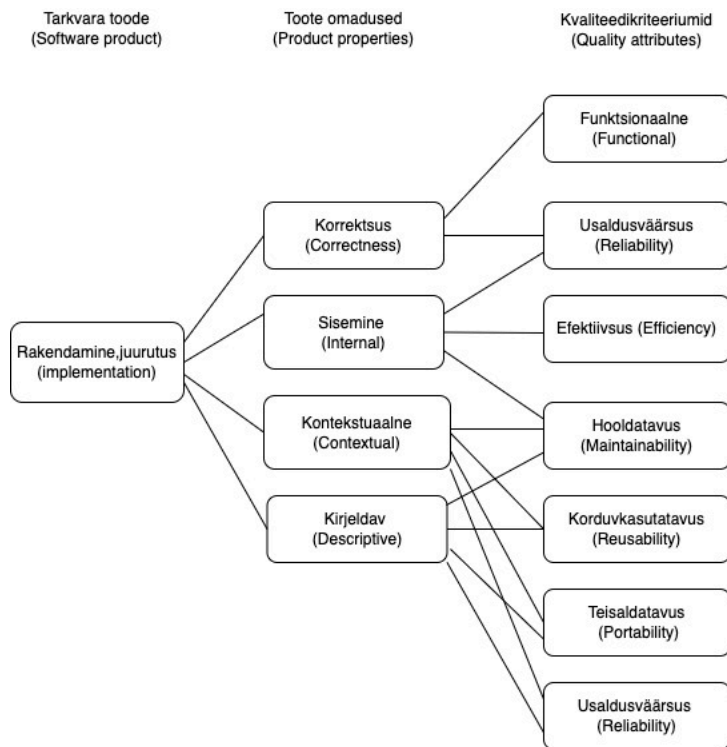 Tarkvara toode
(Software product)
Toote omadused
(Product properties)
Kvaliteedikriteeriumid
(Quality attributes)
Funktsionaalne
(Functional)
Korrektsus
(Correctness)
Usaldusväärsus
(Reliability)
Rakendamine,juurutus
(implementation)
Sisemine
(Internal)
Efektiivsus (Efficiency)
Kontekstuaalne
(Contextual)
Hooldatavus
(Maintainability)
Kirjeldav
(Descriptive)
Korduvkasutatavus
(Reusability)
Teisaldatavus
(Portability)
Usaldusväärsus
(Reliability)